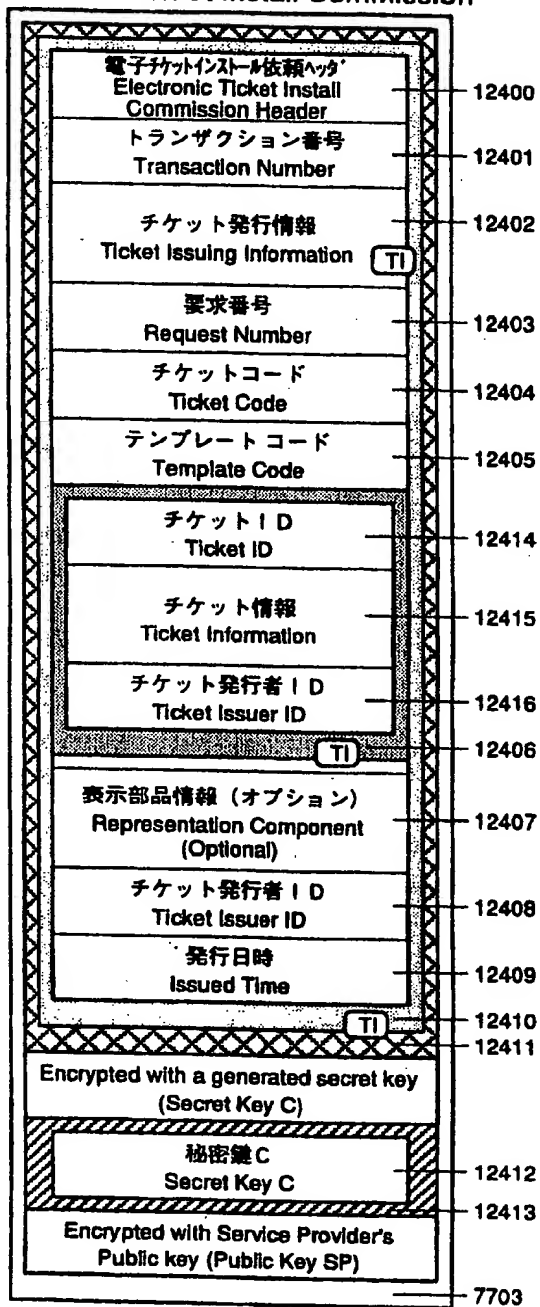 電子チケットインストール依頼ヘッダ
Electronic Ticket Install
Commission Header
12400
トランザクション番号
Transaction Number
12401
チケット発行情報
Ticket Issuing Information
TI
12402
要求番号
Request Number
12403
チケットコード
Ticket Code
12404
テンプレートコード
Template Code
12405
チケットID
Ticket ID
12414
チケット情報
Ticket Information
12415
チケット発行者ID
Ticket Issuer ID
12416
TI
12406
表示部品情報(オプション)
Representation Component
(Optional)
12407
チケット発行者ID
Ticket Issuer ID
12408
発行日時
Issued Time
12409
TI
12410
12411
Encrypted with a generated secret key
(Secret Key C)
秘密鍵C
Secret Key C
12412
12413
Encrypted with Service Provider's
Public key (Public Key SP)
7703